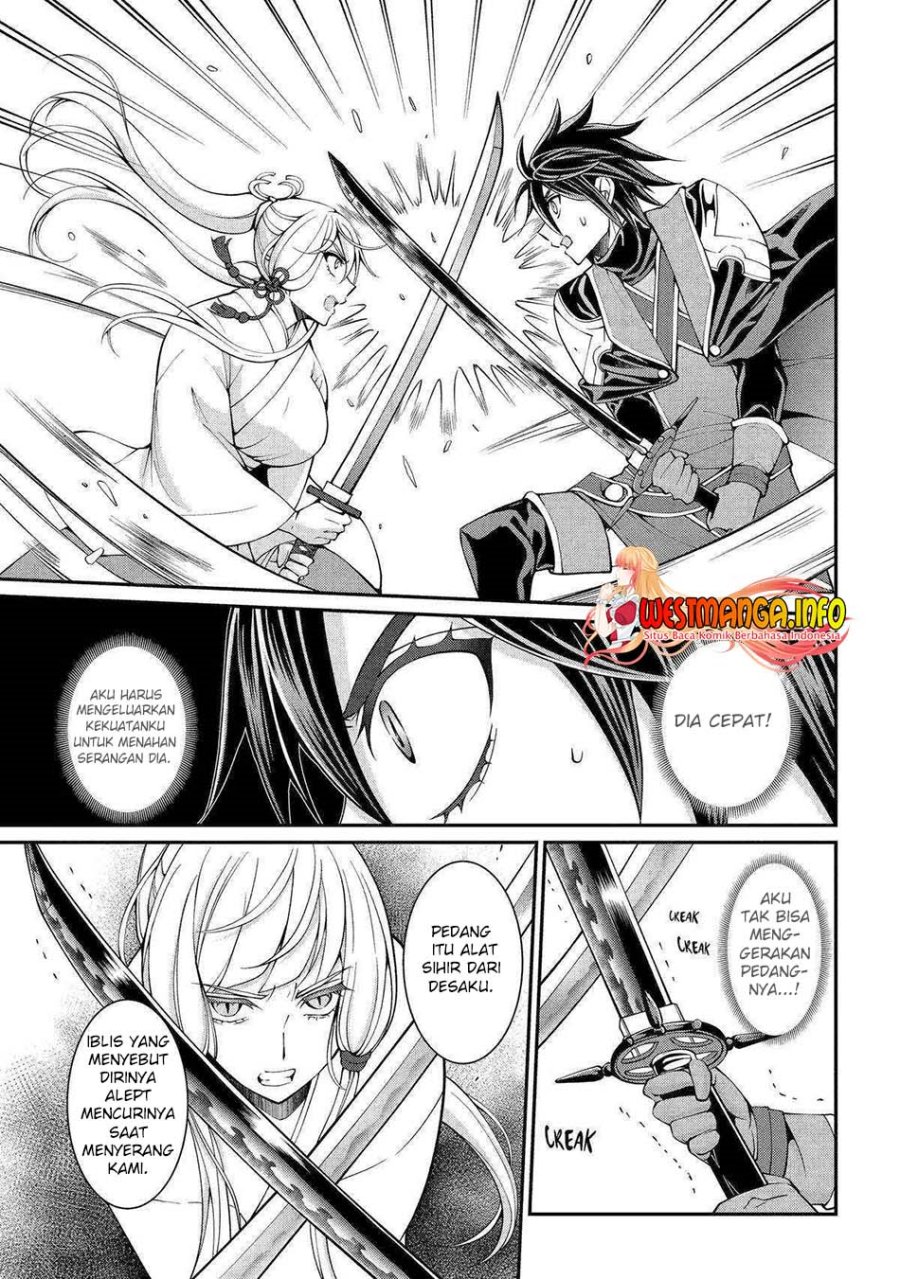 WESTMANGA.INFO
Situs Baca Komik Berbahasa Indonesia
DIA CEPAT!
AKU HARUS
MENGELUARKAN
KEKUATANKU
UNTUK MENAHAN
SERANGAN DIA.
AKU
TAK BISA
MENG-
GERAKAN
PEDANG-
NYA...!
CREAK
CREAK
CREAK
PEDANG
ITU ALAT
SIHIR DARI
DESAKU.
IBLIS YANG
MENYEBUT
DIRINYA
ALEPT
MENCURINYA
SAAT
MENYERANG
KAMI.